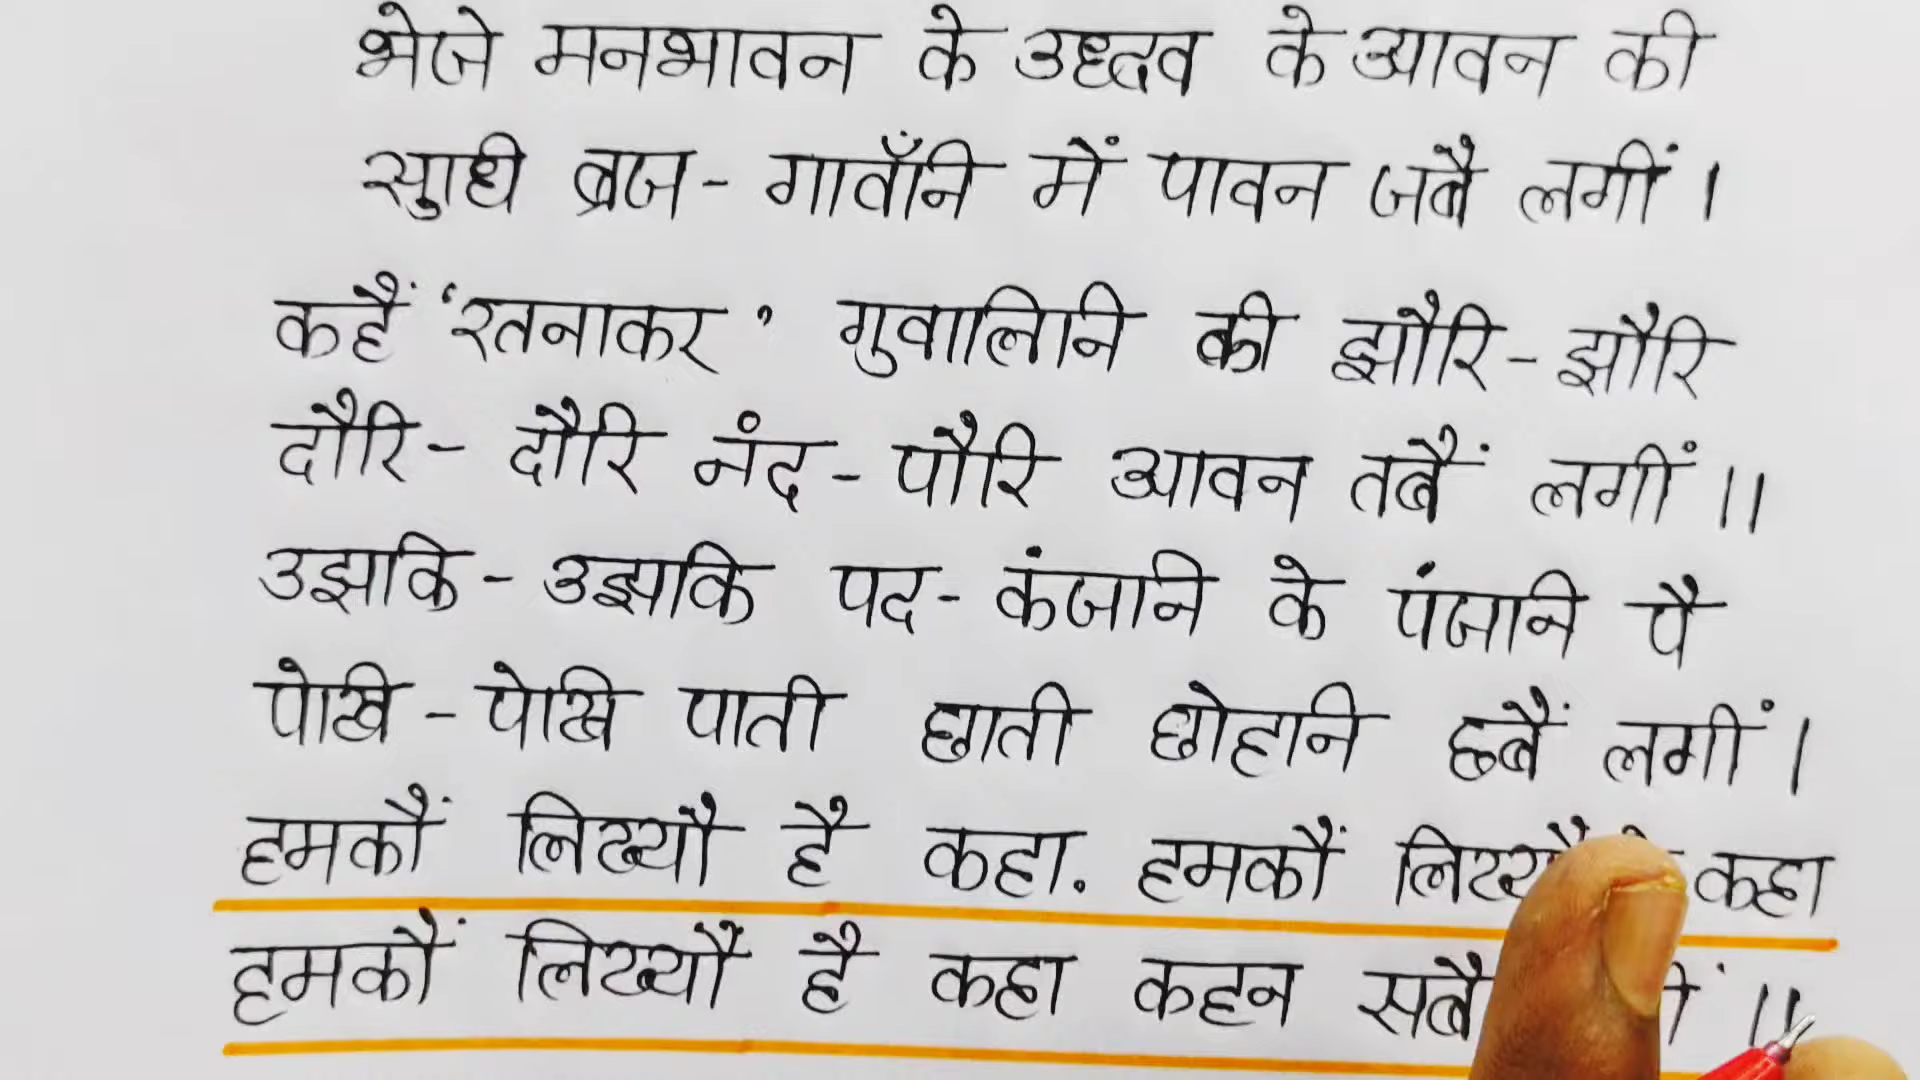 भेजे मनभावन के उद्धव के आवन की
सुधि ब्रज - गावँनि में पावन जबै लगीं ।
कहैं ‘रतनाकर’ गुवालिनि की झौरि - झौरि
दौरि - दौरि नंद - पौरि आवन तबैं लगीं ॥
उझकि - उझकि पद - कंजनि के पंजनि पै
पेखि - पेखि पाती छाती छोहनि छबैं लगीं ।
हमकौं लिख्यौ है कहा. हमकौं लिख्यौ कहा
हमकौं लिख्यौ है कहा कहन सबै ॥